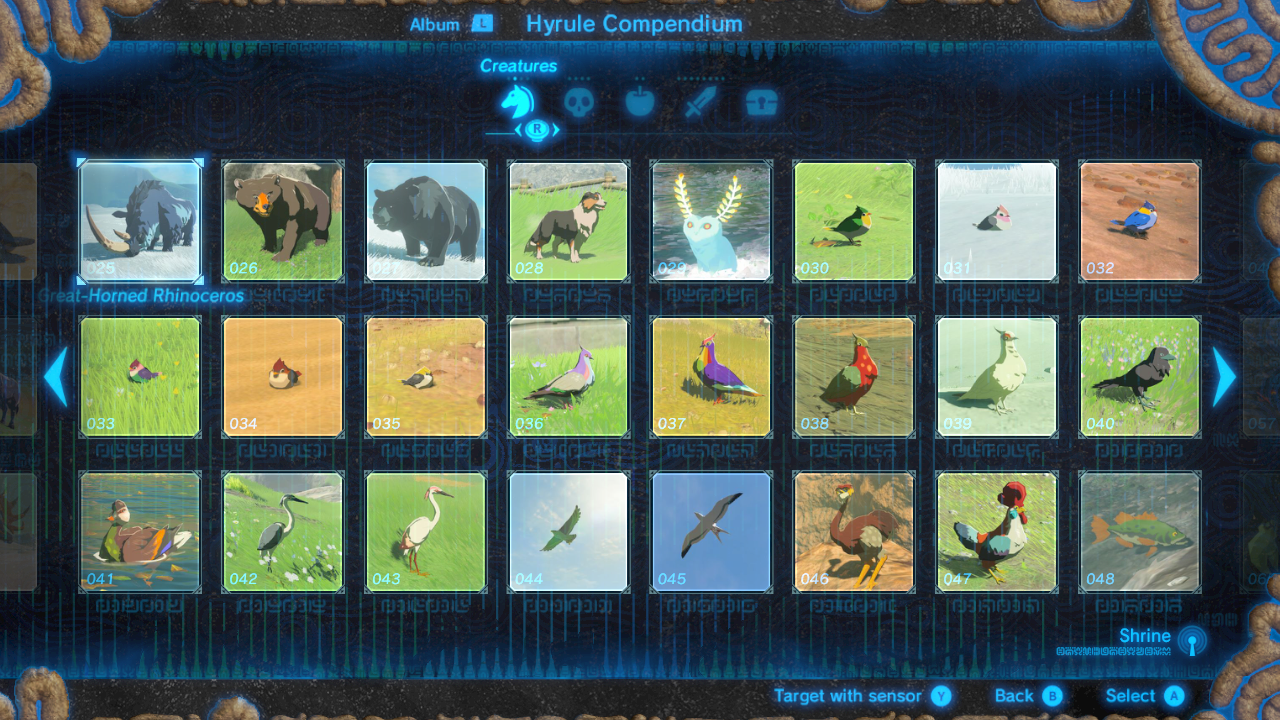 Album L Hyrule Compendium
Creatures
R
025 026 027 028 029 030 031 032
Great-Horned Rhinoceros
033 034 035 036 037 038 039 040
057
041 042 043 044 045 046 047 048
Shrine
Target with sensor Y Back B Select A